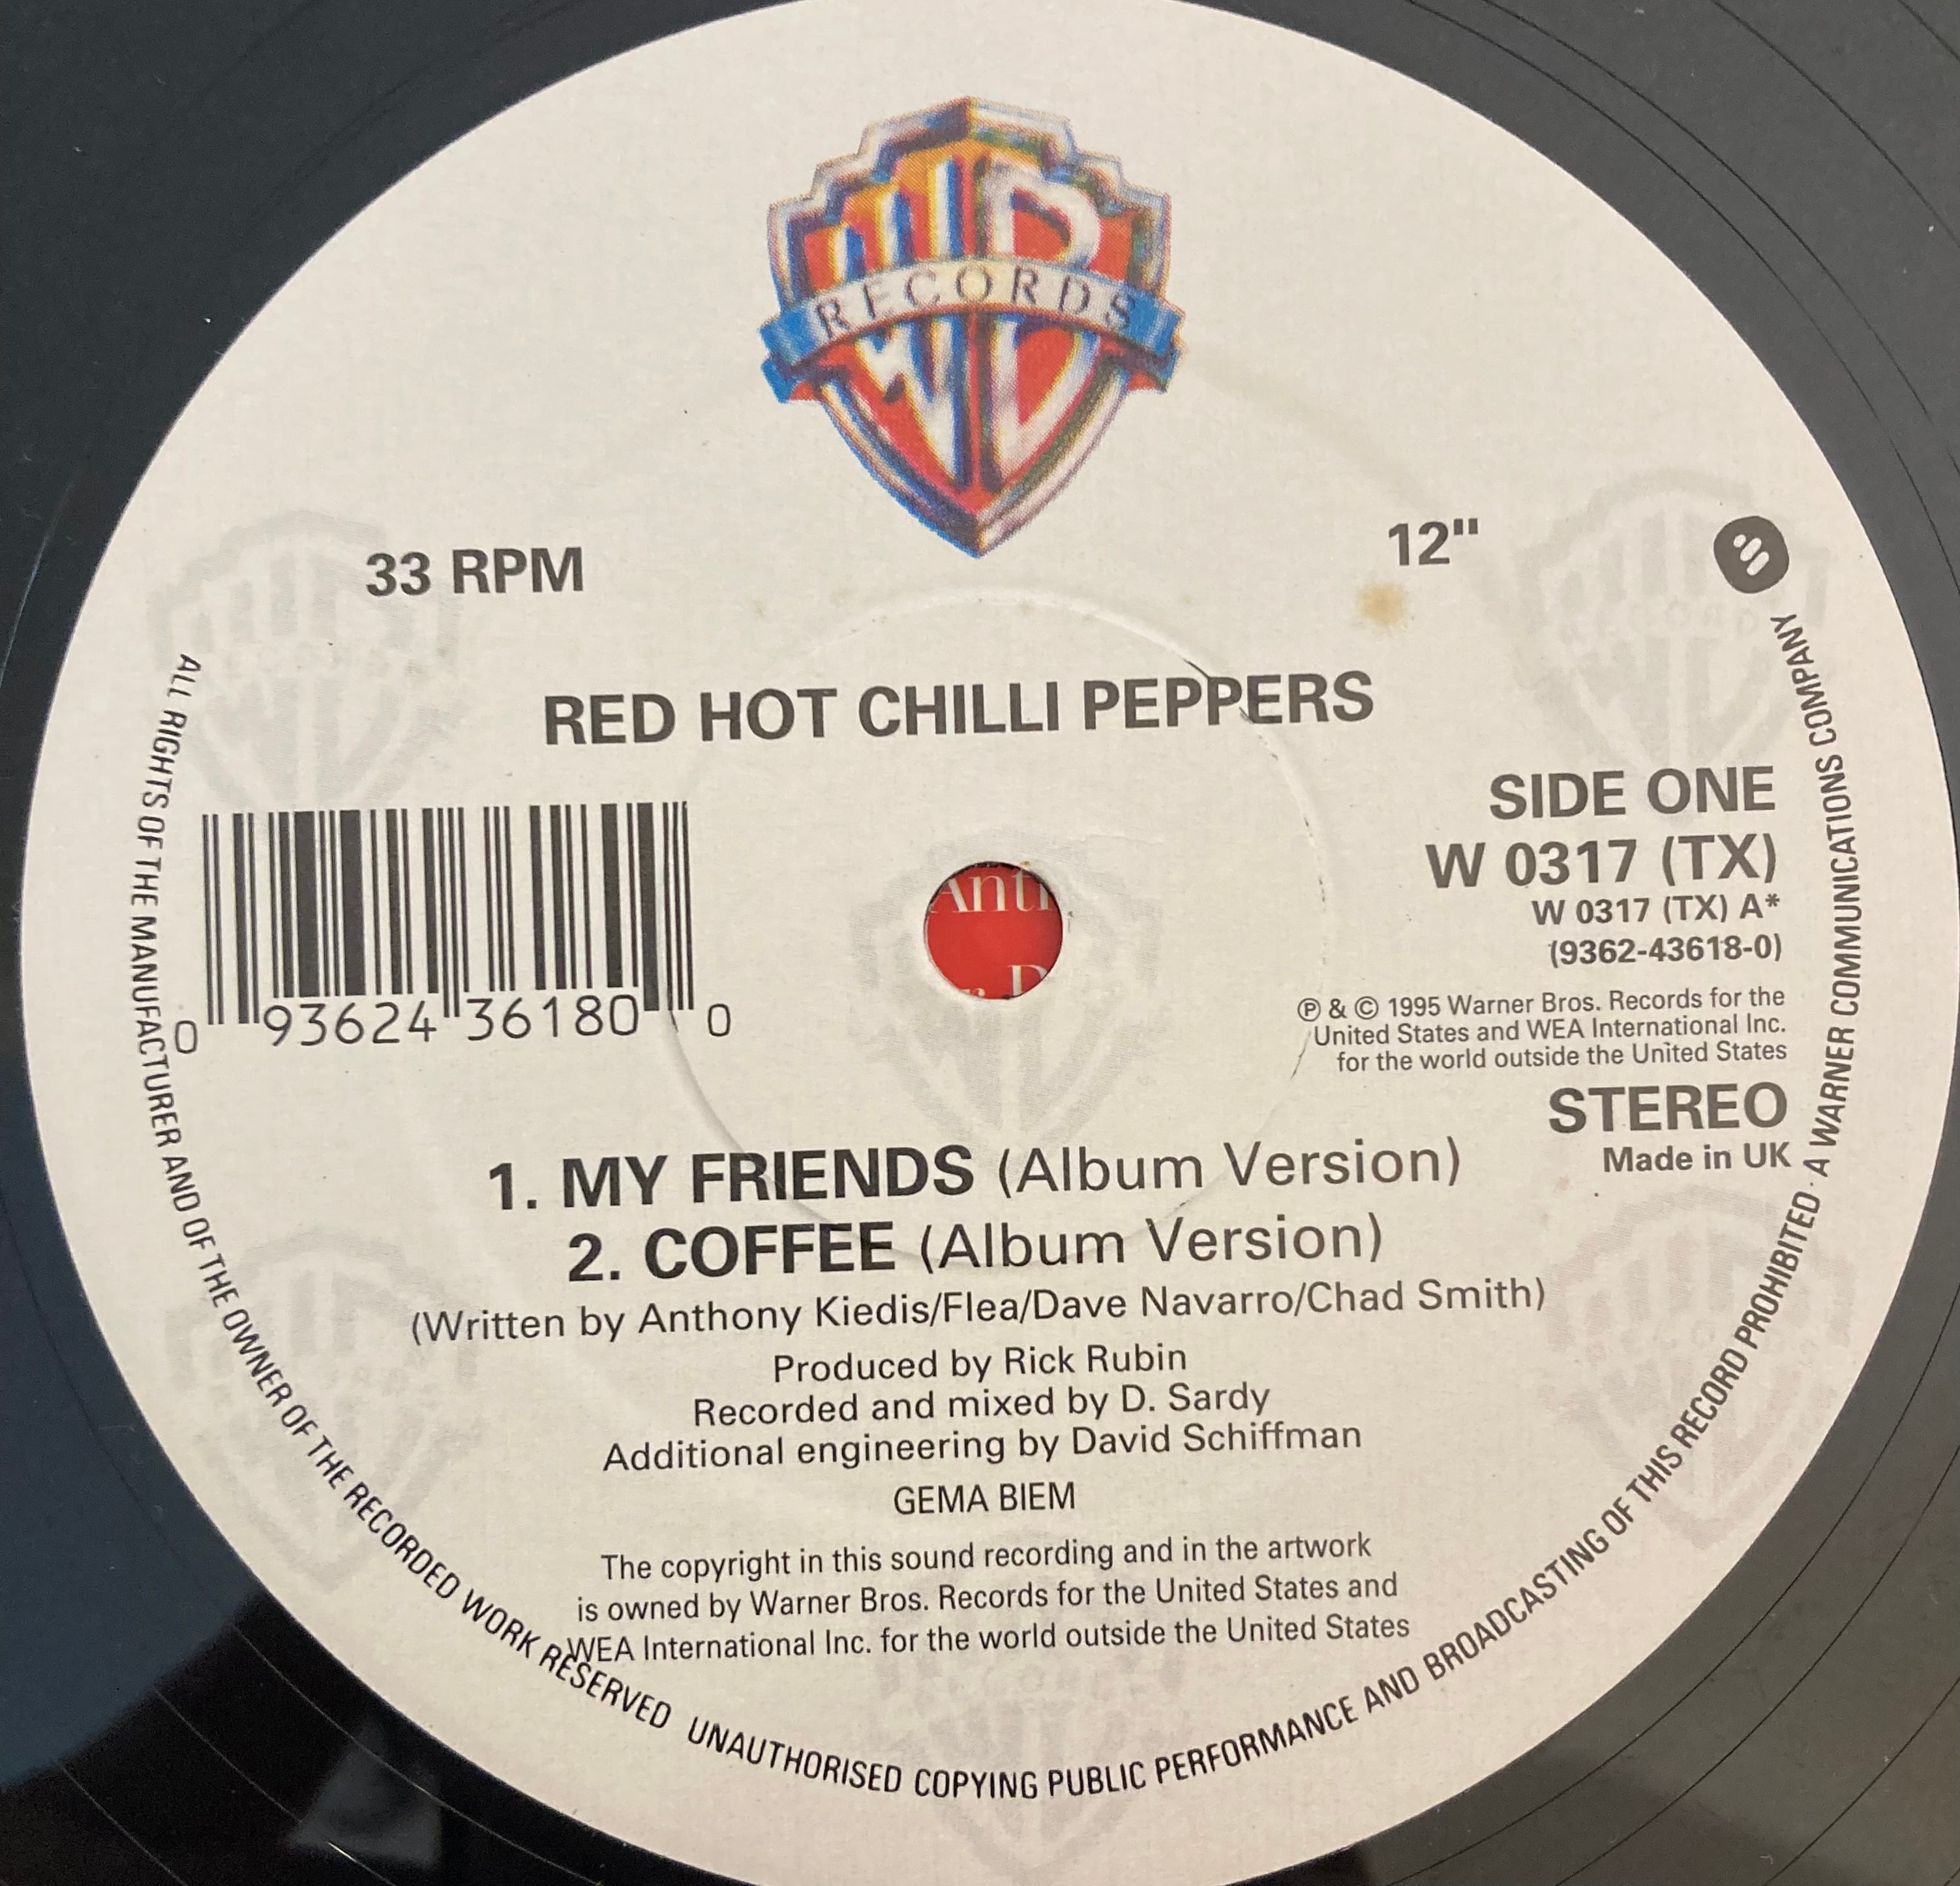 WB
RECORDS
33 RPM
12"
RED HOT CHILLI PEPPERS
SIDE ONE
W 0317 (TX)
W 0317 (TX) A*
(9362-43618-0)
0 93624 36180 0
℗ & © 1995 Warner Bros. Records for the
United States and WEA International Inc.
for the world outside the United States
STEREO
Made in UK
1. MY FRIENDS (Album Version)
2. COFFEE (Album Version)
(Written by Anthony Kiedis/Flea/Dave Navarro/Chad Smith)
Produced by Rick Rubin
Recorded and mixed by D. Sardy
Additional engineering by David Schiffman
GEMA BIEM
The copyright in this sound recording and in the artwork
is owned by Warner Bros. Records for the United States and
WEA International Inc. for the world outside the United States
ALL RIGHTS OF THE MANUFACTURER AND OF THE OWNER OF THE RECORDED WORK RESERVED UNAUTHORISED COPYING PUBLIC PERFORMANCE AND BROADCASTING OF THIS RECORD PROHIBITED · A WARNER COMMUNICATIONS COMPANY